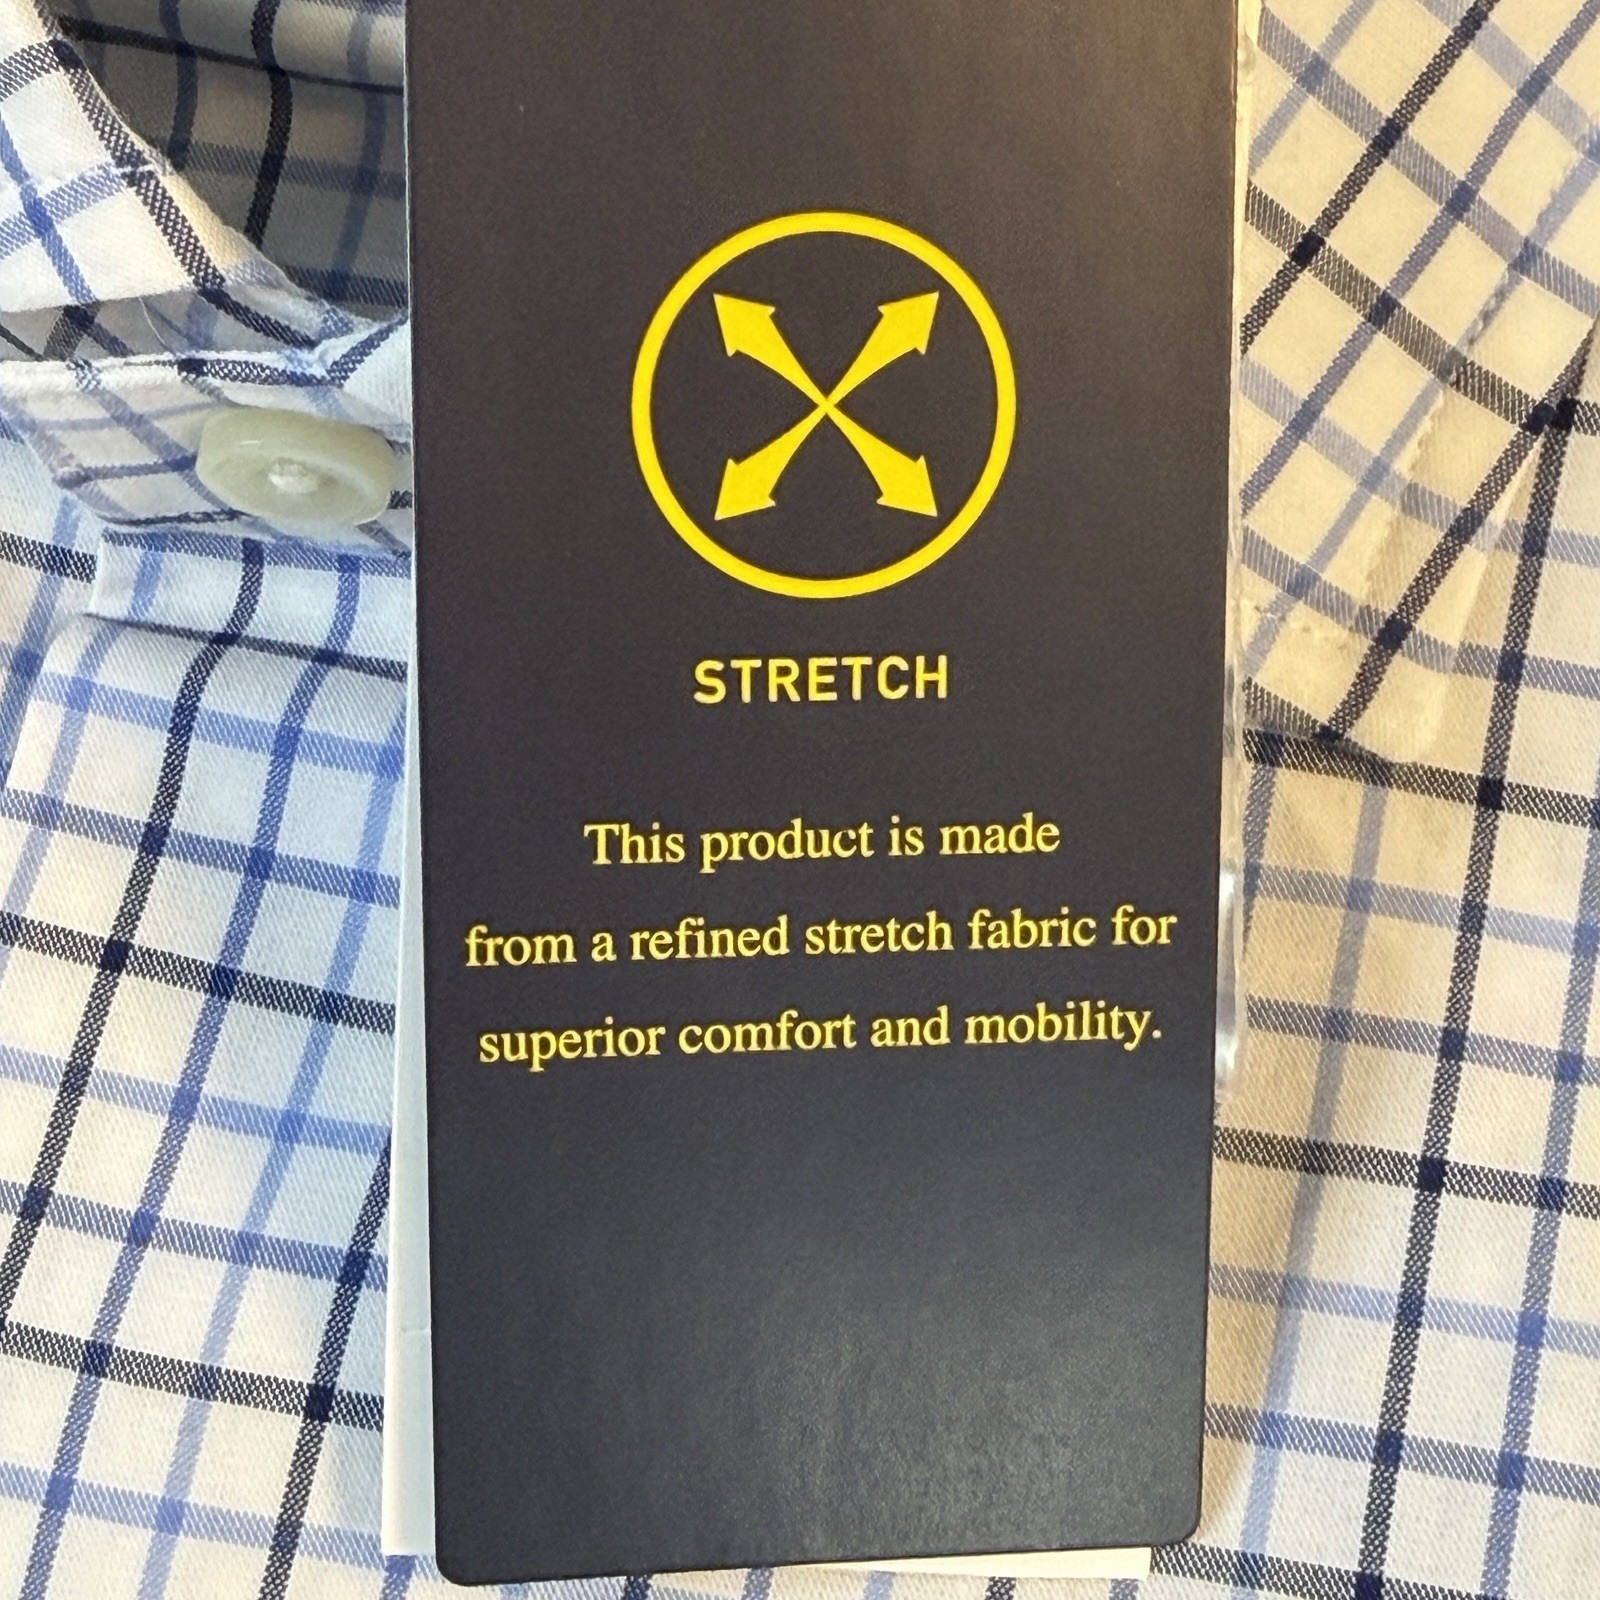 STRETCH
This product is made
from a refined stretch fabric for
superior comfort and mobility.